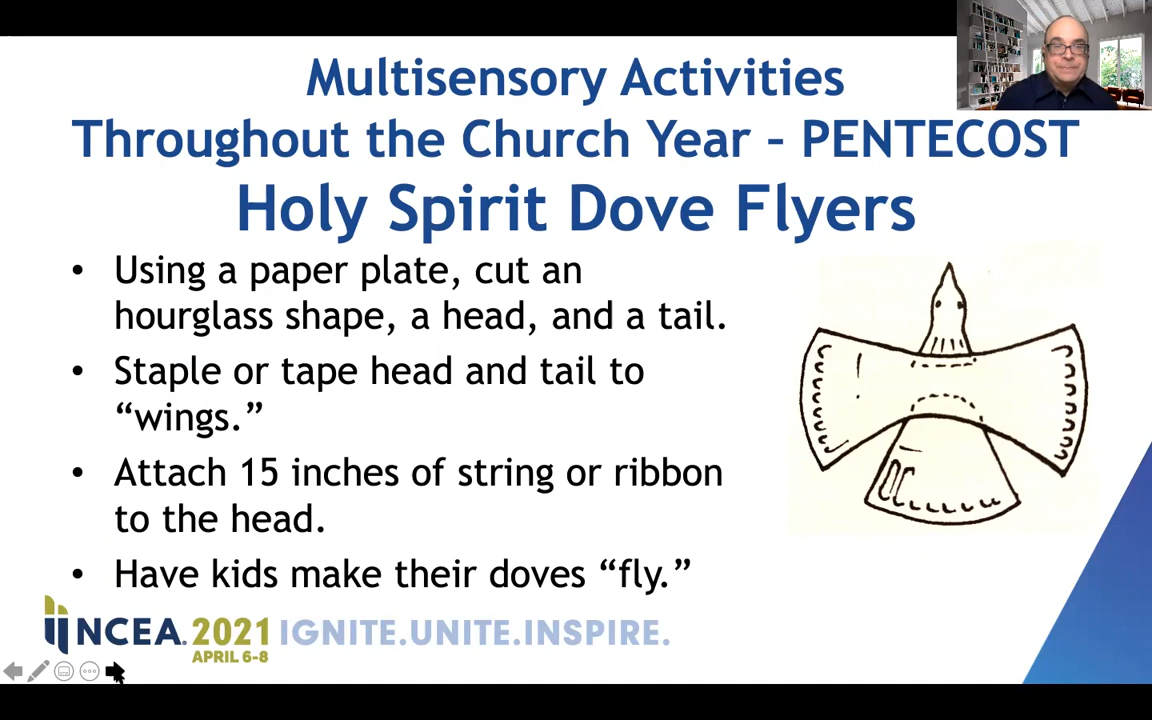 Multisensory Activities
Throughout the Church Year – PENTECOST
Holy Spirit Dove Flyers
• Using a paper plate, cut an
hourglass shape, a head, and a tail.
• Staple or tape head and tail to
“wings.”
• Attach 15 inches of string or ribbon
to the head.
• Have kids make their doves “fly.”
NCEA. 2021 IGNITE.UNITE.INSPIRE.
APRIL 6-8